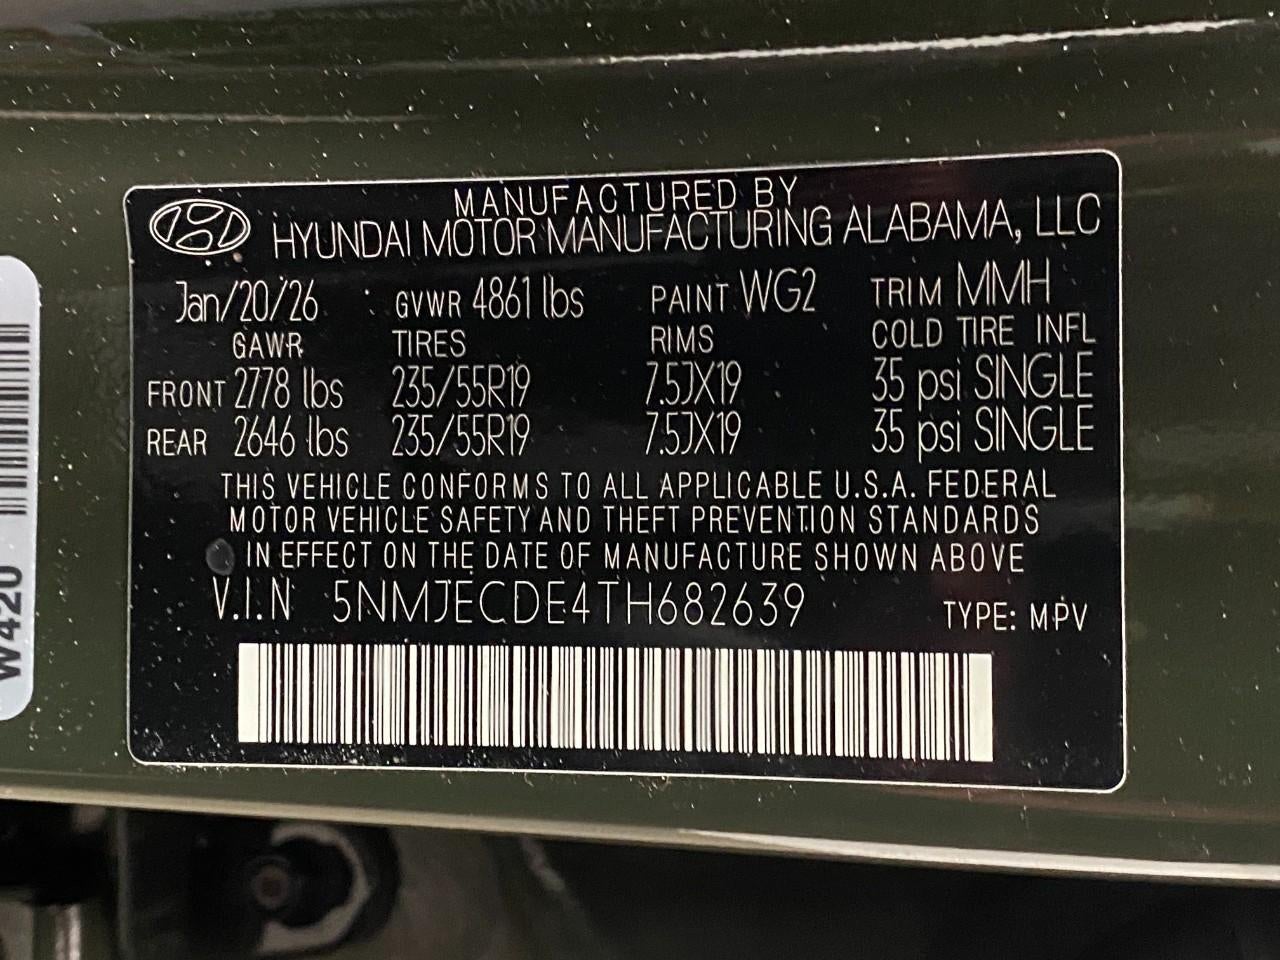 MANUFACTURED BY
HYUNDAI MOTOR MANUFACTURING ALABAMA, LLC
Jan/20/26 GVWR 4861 lbs PAINT WG2 TRIM MMH
GAWR TIRES RIMS COLD TIRE INFL
FRONT 2778 lbs 235/55R19 7.5JX19 35 psi SINGLE
REAR 2646 lbs 235/55R19 7.5JX19 35 psi SINGLE
THIS VEHICLE CONFORMS TO ALL APPLICABLE U.S.A. FEDERAL
MOTOR VEHICLE SAFETY AND THEFT PREVENTION STANDARDS
IN EFFECT ON THE DATE OF MANUFACTURE SHOWN ABOVE
V.I.N 5NMJECDE4TH682639 TYPE: MPV
W420